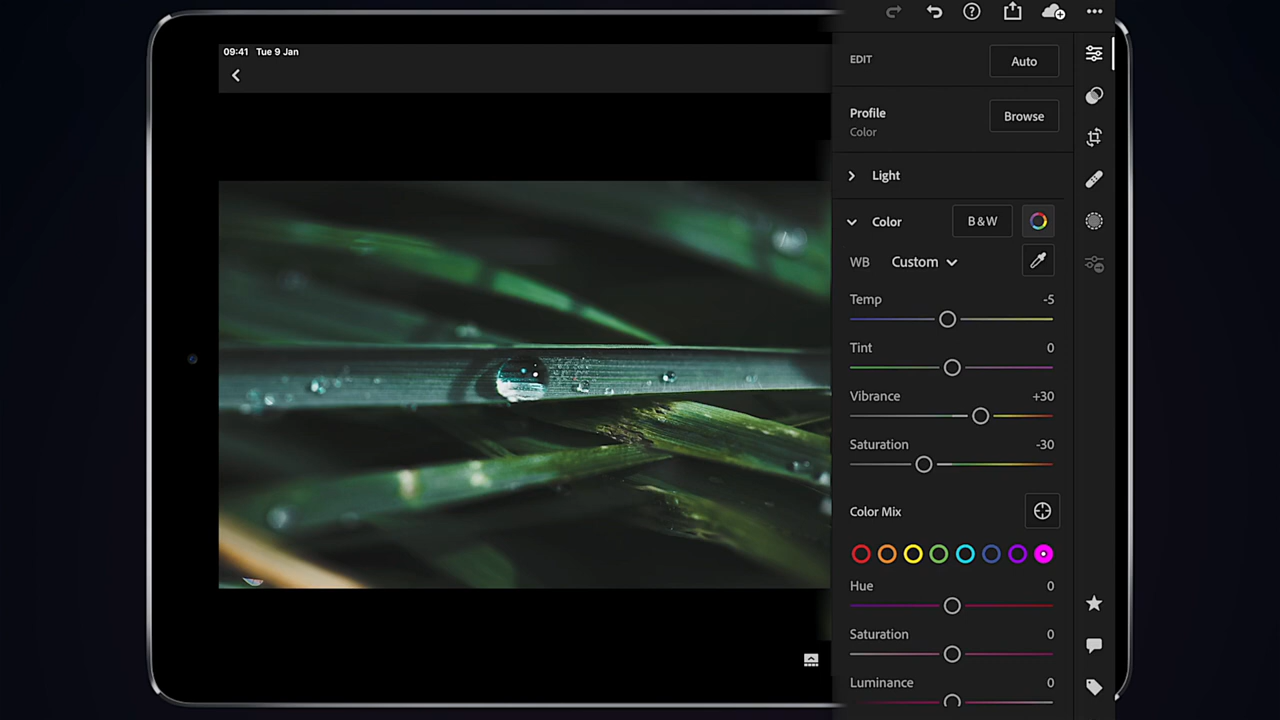 09:41 Tue 9 Jan
EDIT
Auto
Profile
Color
Browse
Light
Color
B&W
WB
Custom
Temp
-5
Tint
0
Vibrance
+30
Saturation
-30
Color Mix
Hue
0
Saturation
0
Luminance
0